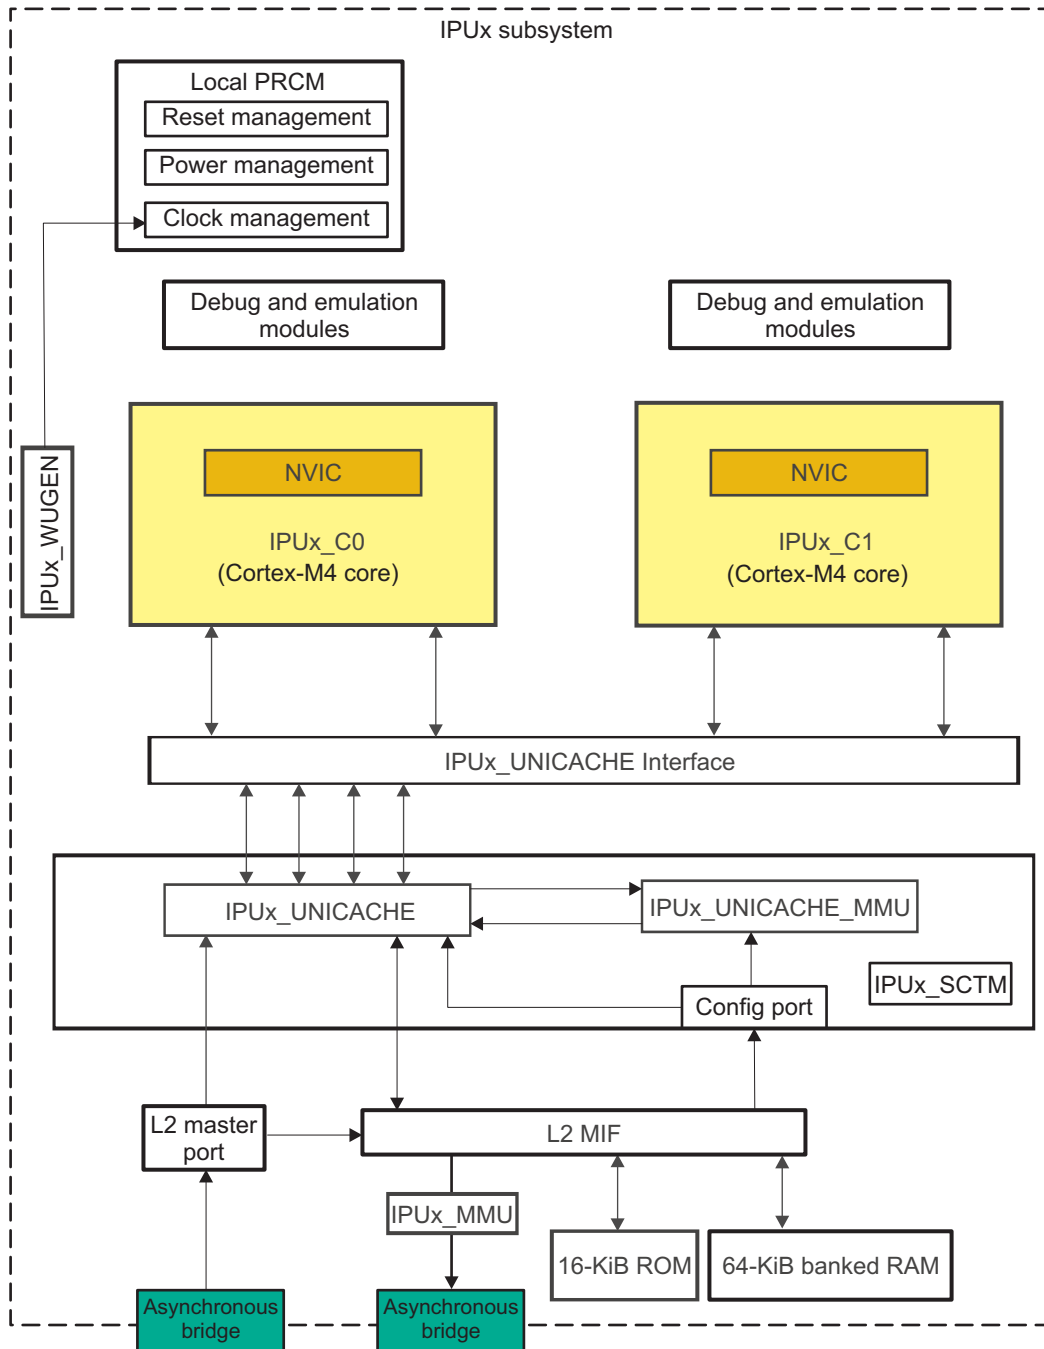 IPUx subsystem
Local PRCM
Reset management
Power management
Clock management
Debug and emulation
modules
Debug and emulation
modules
IPUx_WUGEN
NVIC
IPUx_C0
(Cortex-M4 core)
NVIC
IPUx_C1
(Cortex-M4 core)
IPUx_UNICACHE Interface
IPUx_UNICACHE
IPUx_UNICACHE_MMU
IPUx_SCTM
Config port
L2 master
port
L2 MIF
IPUx_MMU
16-KiB ROM
64-KiB banked RAM
Asynchronous
bridge
Asynchronous
bridge